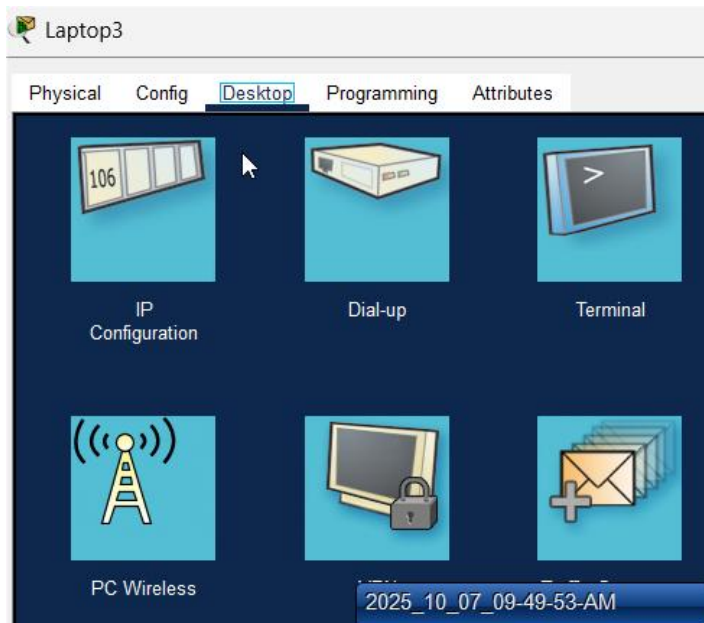 Laptop3
Physical Config Desktop Programming Attributes
106
>
IP
Configuration
Dial-up
Terminal
PC Wireless
2025_10_07_09-49-53-AM